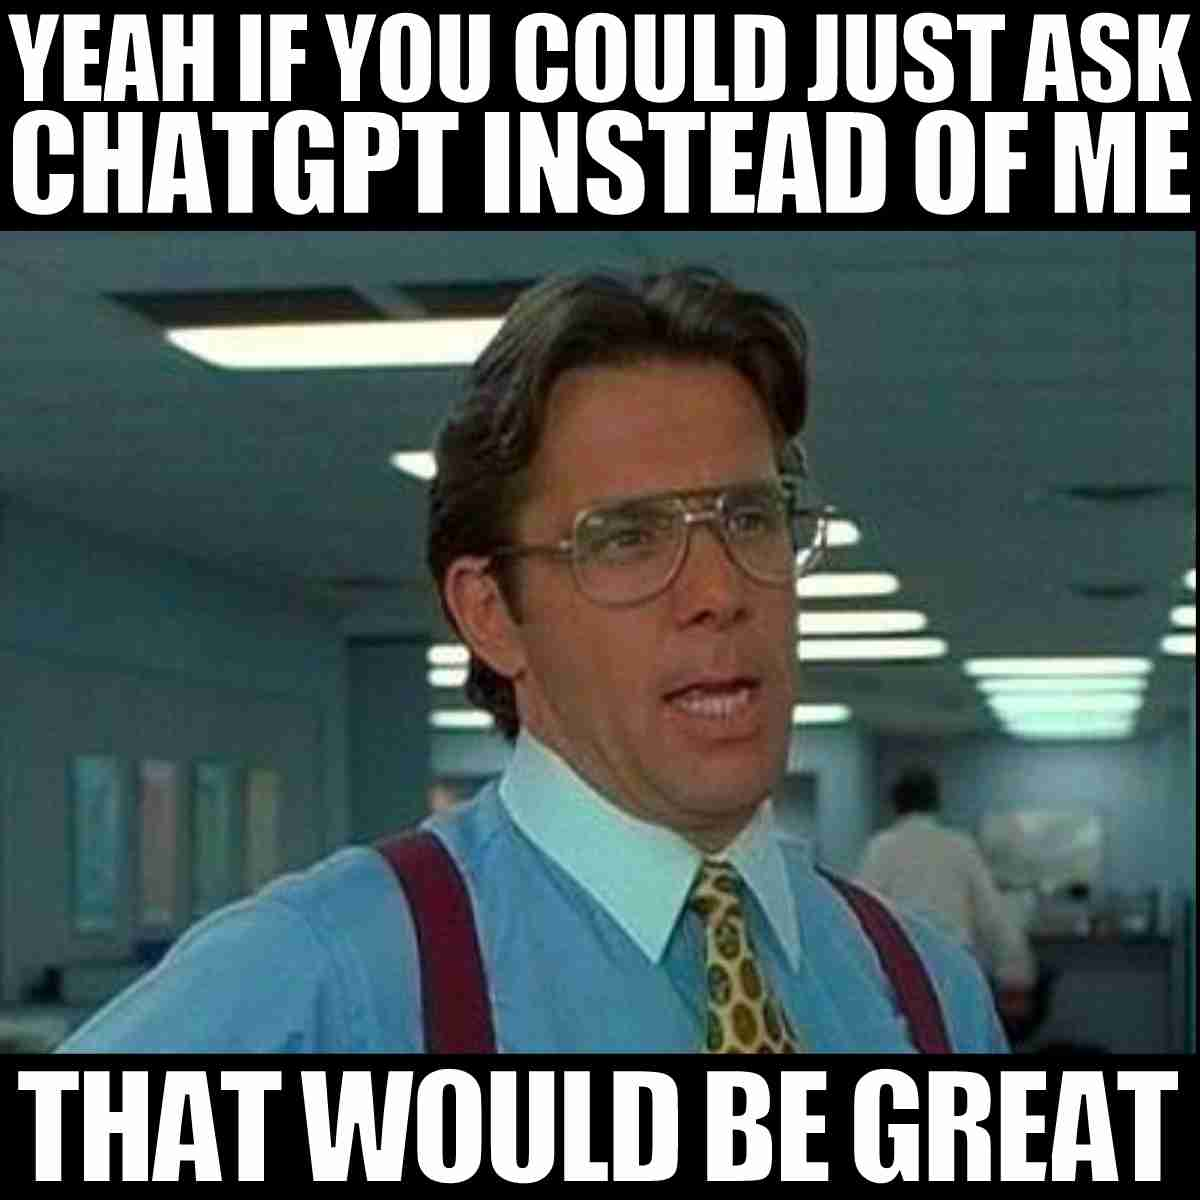 YEAH IF YOU COULD JUST ASK
CHATGPT INSTEAD OF ME
THAT WOULD BE GREAT